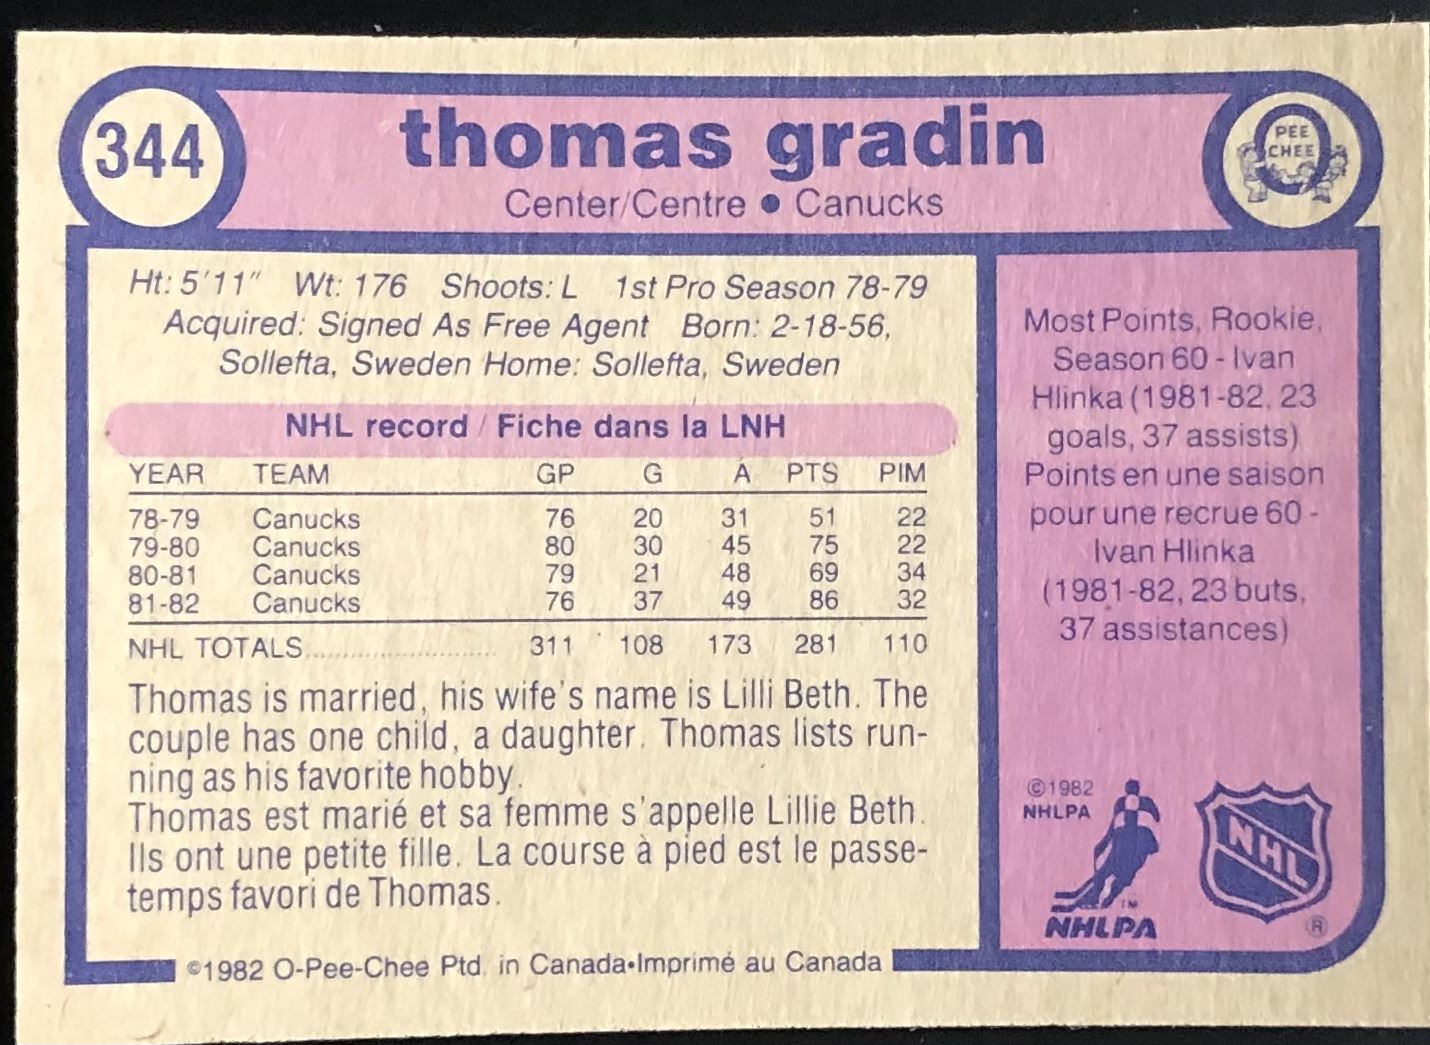 344
thomas gradin
Center/Centre • Canucks
PEE
CHEE
Ht: 5'11" Wt: 176 Shoots: L 1st Pro Season 78-79
Acquired: Signed As Free Agent Born: 2-18-56,
Sollefta, Sweden Home: Sollefta, Sweden
NHL record / Fiche dans la LNH
YEAR TEAM GP G A PTS PIM
78-79 Canucks 76 20 31 51 22
79-80 Canucks 80 30 45 75 22
80-81 Canucks 79 21 48 69 34
81-82 Canucks 76 37 49 86 32
NHL TOTALS.......................... 311 108 173 281 110
Thomas is married, his wife's name is Lilli Beth. The
couple has one child, a daughter. Thomas lists run-
ning as his favorite hobby.
Thomas est marié et sa femme s'appelle Lillie Beth.
Ils ont une petite fille. La course à pied est le passe-
temps favori de Thomas.
©1982 O-Pee-Chee Ptd. in Canada•Imprimé au Canada
Most Points, Rookie,
Season 60 - Ivan
Hlinka (1981-82, 23
goals, 37 assists)
Points en une saison
pour une recrue 60 -
Ivan Hlinka
(1981-82, 23 buts,
37 assistances)
©1982
NHLPA
TM
NHLPA
NHL
®